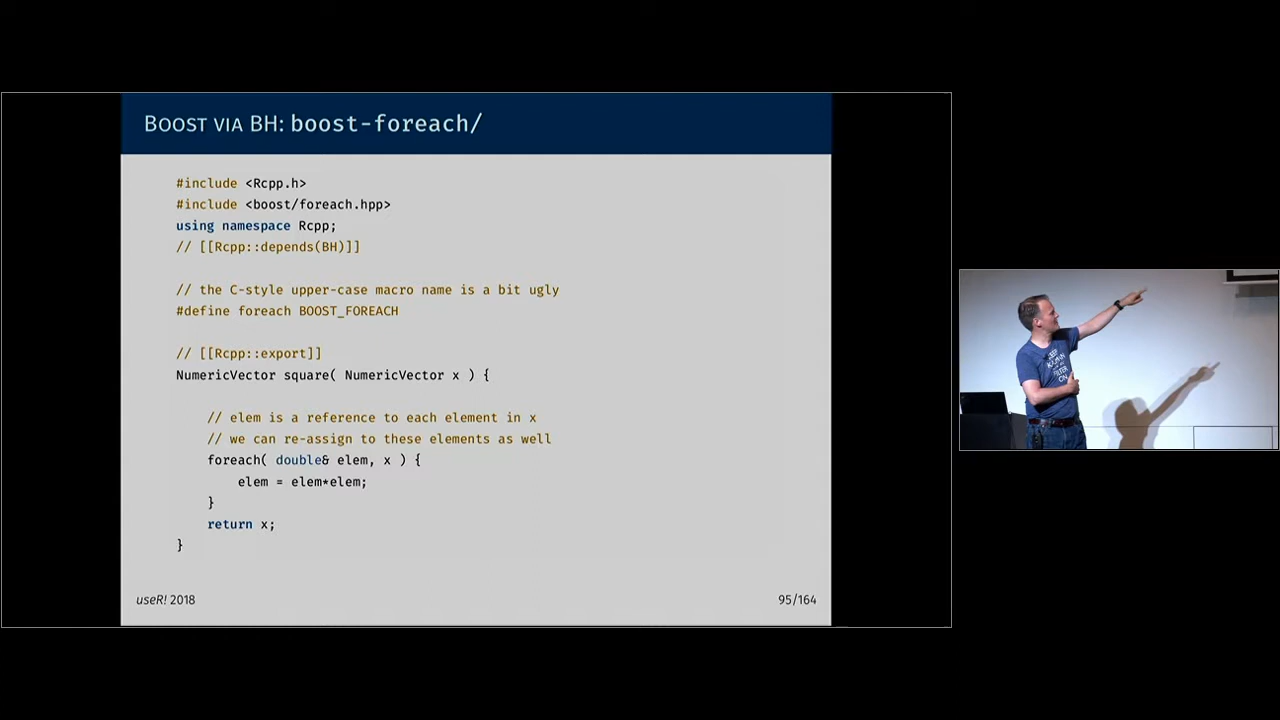 BOOST VIA BH: boost-foreach/
#include <Rcpp.h>
#include <boost/foreach.hpp>
using namespace Rcpp;
// [[Rcpp::depends(BH)]]
// the C-style upper-case macro name is a bit ugly
#define foreach BOOST_FOREACH
// [[Rcpp::export]]
NumericVector square( NumericVector x ) {
// elem is a reference to each element in x
// we can re-assign to these elements as well
foreach( double& elem, x ) {
elem = elem*elem;
}
return x;
}
useR! 2018
95/164
KEEP
FILTER
ON